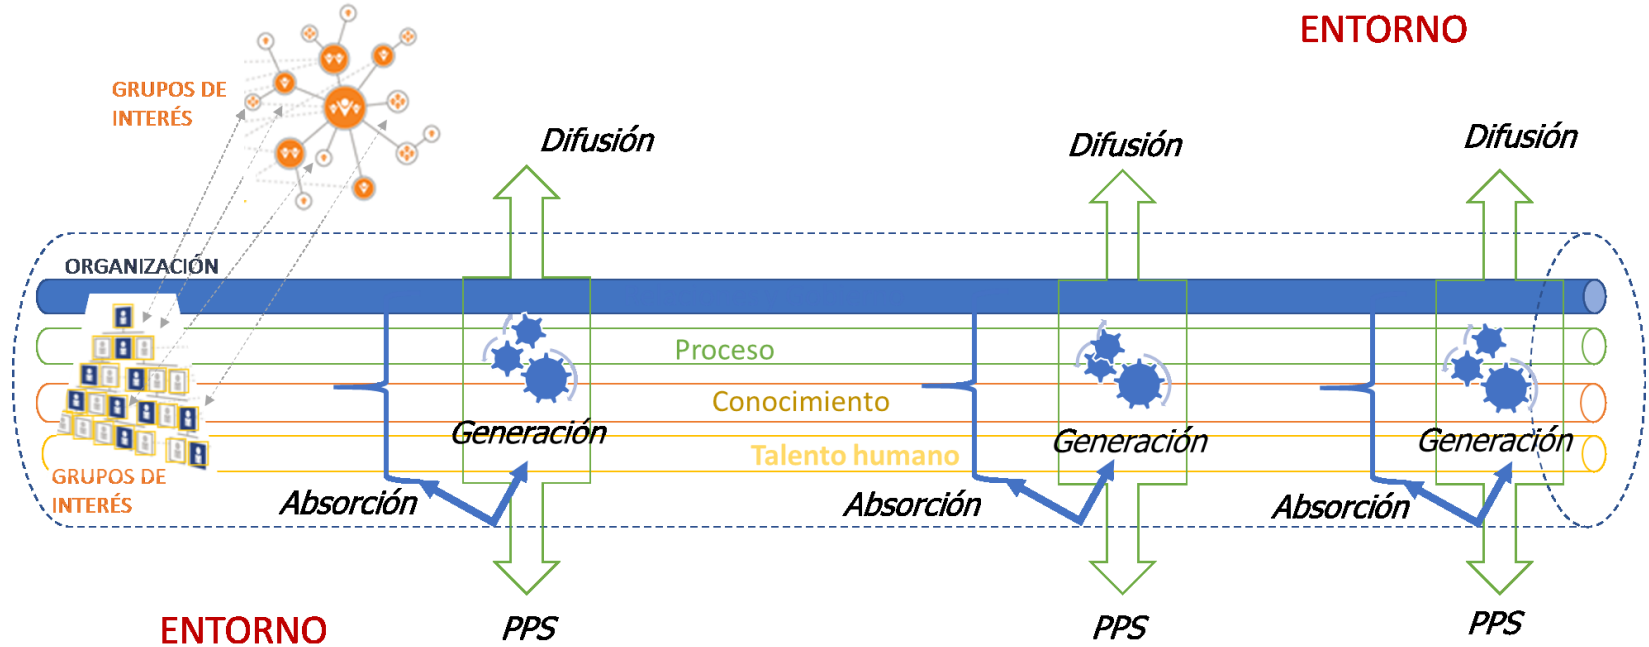 ENTORNO
GRUPOS DE
INTERÉS
Difusión
Difusión
Difusión
ORGANIZACIÓN
Proceso
Conocimiento
Generación
Generación
Generación
Talento humano
GRUPOS DE
INTERÉS
Absorción
Absorción
Absorción
ENTORNO
PPS
PPS
PPS